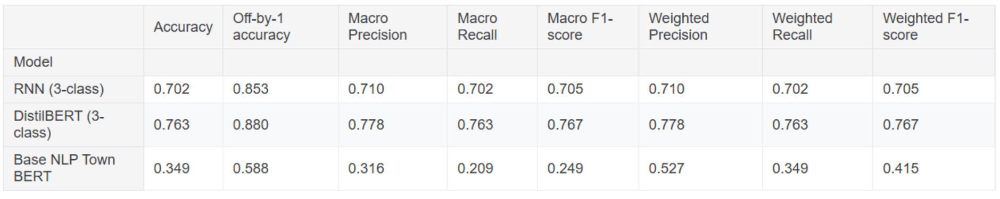 Accuracy Off-by-1 accuracy Macro Precision Macro Recall Macro F1-score Weighted Precision Weighted Recall Weighted F1-score
Model
RNN (3-class) 0.702 0.853 0.710 0.702 0.705 0.710 0.702 0.705
DistilBERT (3-class) 0.763 0.880 0.778 0.763 0.767 0.778 0.763 0.767
Base NLP Town BERT 0.349 0.588 0.316 0.209 0.249 0.527 0.349 0.415